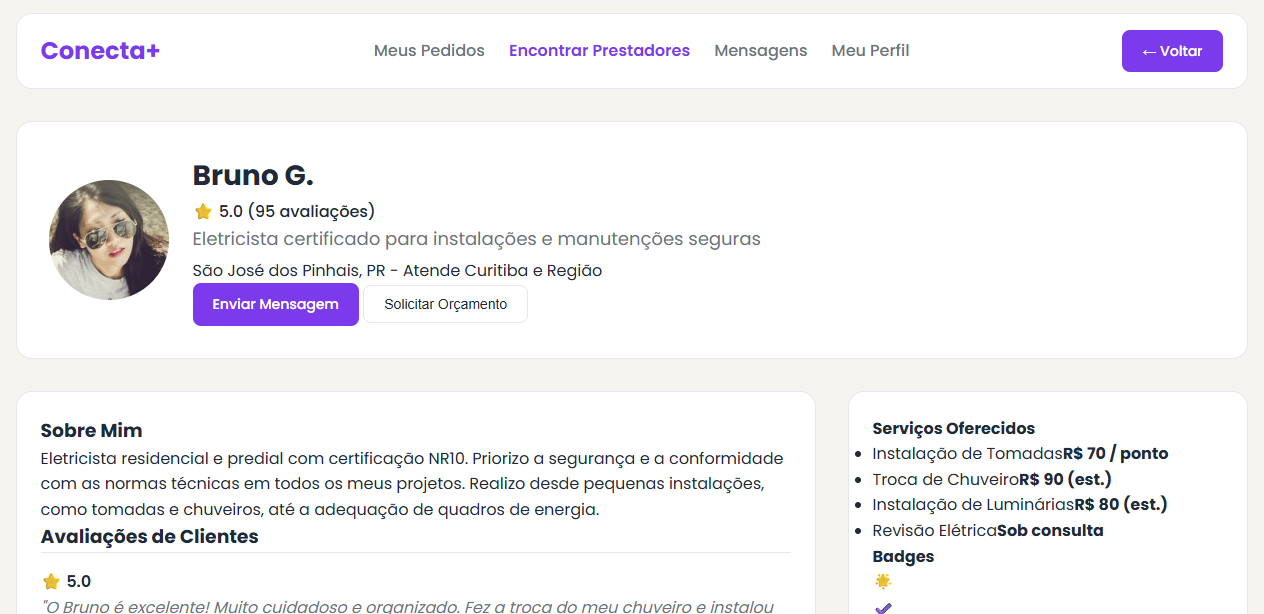 Conecta+
Meus Pedidos
Encontrar Prestadores
Mensagens
Meu Perfil
← Voltar
Bruno G.
5.0 (95 avaliações)
Eletricista certificado para instalações e manutenções seguras
São José dos Pinhais, PR - Atende Curitiba e Região
Enviar Mensagem
Solicitar Orçamento
Sobre Mim
Eletricista residencial e predial com certificação NR10. Priorizo a segurança e a conformidade
com as normas técnicas em todos os meus projetos. Realizo desde pequenas instalações,
como tomadas e chuveiros, até a adequação de quadros de energia.
Avaliações de Clientes
5.0
"O Bruno é excelente! Muito cuidadoso e organizado. Fez a troca do meu chuveiro e instalou
Serviços Oferecidos
Instalação de TomadasR$ 70 / ponto
Troca de ChuveiroR$ 90 (est.)
Instalação de LumináriasR$ 80 (est.)
Revisão ElétricaSob consulta
Badges